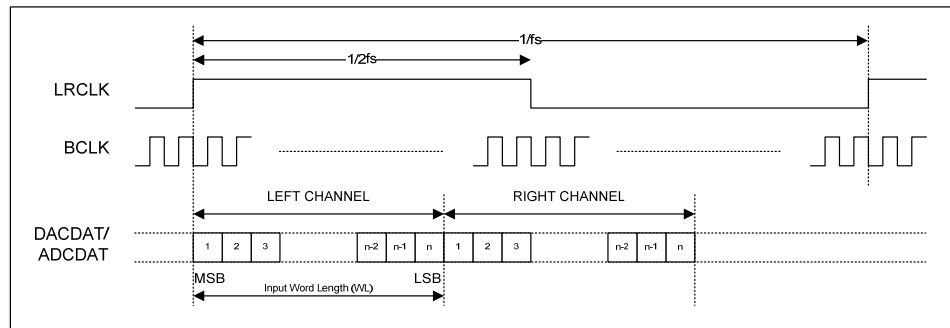 1/fs
1/2fs
LRCLK
BCLK
LEFT CHANNEL RIGHT CHANNEL
DACDAT/
ADCDAT
1 2 3 n-2 n-1 n 1 2 3 n-2 n-1 n
MSB LSB
Input Word Length (WL)